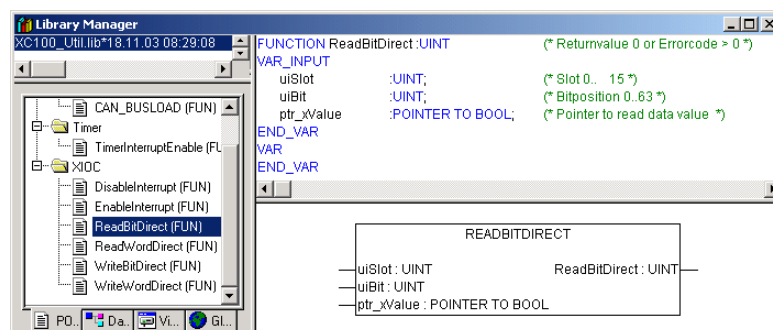 Library Manager
XC100_Util.lib*18.11.03 08:29:08
CAN_BUSLOAD (FUN)
Timer
TimerInterruptEnable (FU
XIOC
DisableInterrupt (FUN)
EnableInterrupt (FUN)
ReadBitDirect (FUN)
ReadWordDirect (FUN)
WriteBitDirect (FUN)
WriteWordDirect (FUN)
PO.. Da.. Vi... Gl...
FUNCTION ReadBitDirect :UINT (* Returnvalue 0 or Errorcode > 0 *)
VAR_INPUT
uiSlot :UINT; (* Slot 0.. 15 *)
uiBit :UINT; (* Bitposition 0..63 *)
ptr_xValue :POINTER TO BOOL; (* Pointer to read data value *)
END_VAR
VAR
END_VAR
READBITDIRECT
uiSlot : UINT ReadBitDirect : UINT
uiBit : UINT
ptr_xValue : POINTER TO BOOL